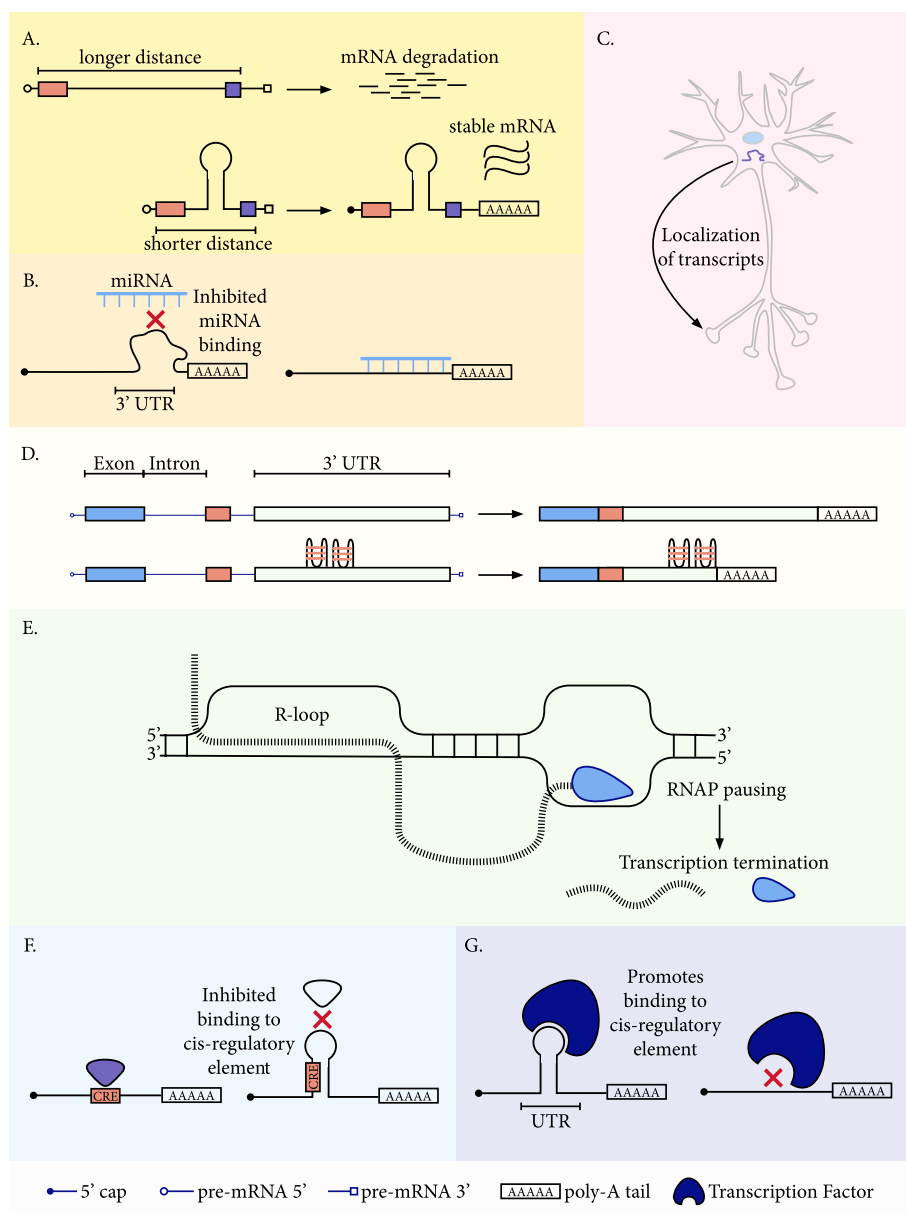 A.
longer distance
mRNA degradation
stable mRNA
AAAAA
shorter distance
B.
miRNA
Inhibited
miRNA
binding
AAAAA
3’ UTR
AAAAA
C.
Localization
of transcripts
D.
Exon Intron 3’ UTR
AAAAA
AAAAA
E.
R-loop
5’ 3’
3’ 5’
RNAP pausing
Transcription termination
F.
Inhibited
binding to
cis-regulatory
element
CRE AAAAA
CRE AAAAA
G.
Promotes
binding to
cis-regulatory
element
AAAAA
UTR
AAAAA
5’ cap pre-mRNA 5’ pre-mRNA 3’ AAAAA poly-A tail Transcription Factor